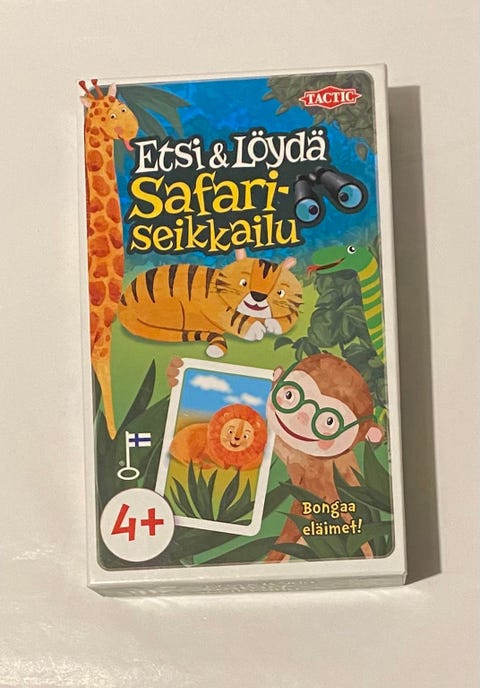 TACTIC
Etsi & Löydä
Safari-
seikkailu
Bongaa
eläimet!
4+